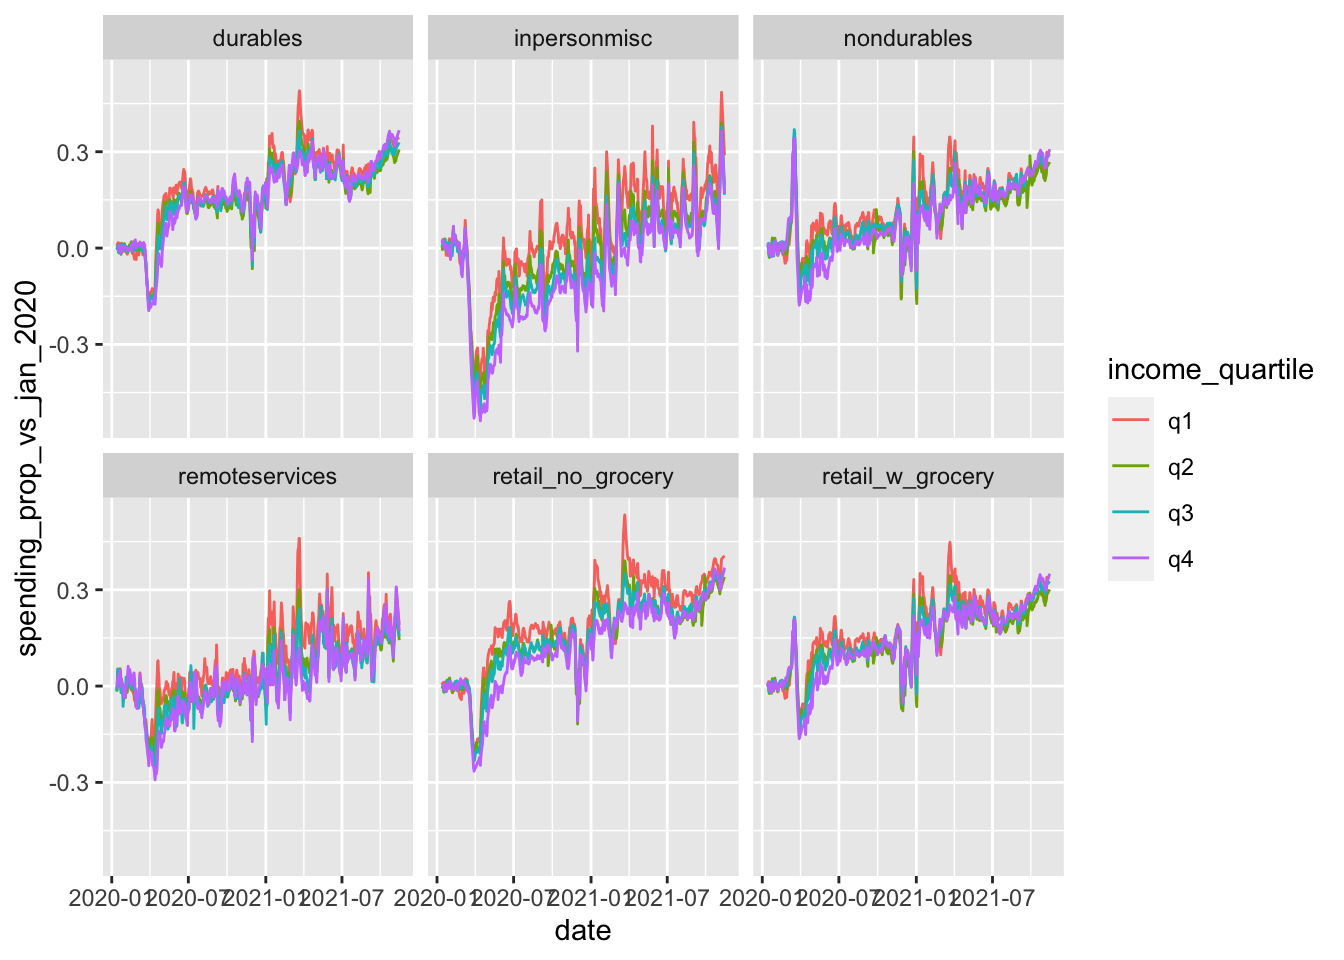 durables
inpersonmisc
nondurables
0.3
0.0
-0.3
remoteservices
retail_no_grocery
retail_w_grocery
0.3
0.0
-0.3
2020-01 2020-07 2021-01 2021-07 2020-01 2020-07 2021-01 2021-07 2020-01 2020-07 2021-01 2021-07
date
spending_prop_vs_jan_2020
income_quartile
q1
q2
q3
q4